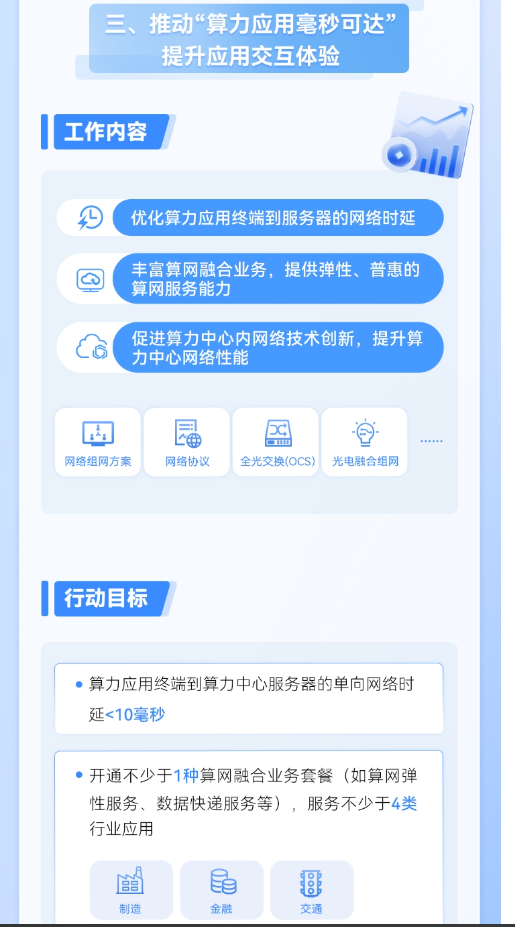 三、推动“算力应用毫秒可达”
提升应用交互体验
工作内容
优化算力应用终端到服务器的网络时延
丰富算网融合业务，提供弹性、普惠的
算网服务能力
促进算力中心内网络技术创新，提升算
力中心网络性能
网络组网方案
网络协议
全光交换(OCS)
光电融合组网
……
行动目标
算力应用终端到算力中心服务器的单向网络时
延<10毫秒
开通不少于1种算网融合业务套餐（如算网弹
性服务、数据快递服务等），服务不少于4类
行业应用
制造
金融
交通